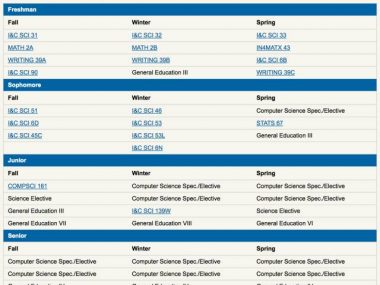 Freshman
Fall Winter Spring
I&C SCI 31 I&C SCI 32 I&C SCI 33
MATH 2A MATH 2B IN4MATX 43
WRITING 39A WRITING 39B I&C SCI 6B
I&C SCI 90 General Education III WRITING 39C
Sophomore
Fall Winter Spring
I&C SCI 51 I&C SCI 46 Computer Science Spec./Elective
I&C SCI 6D I&C SCI 53 STATS 67
I&C SCI 45C I&C SCI 53L General Education III
I&C SCI 6N
Junior
Fall Winter Spring
COMPSCI 161 Computer Science Spec./Elective Computer Science Spec./Elective
Science Elective Computer Science Spec./Elective Computer Science Spec./Elective
General Education III I&C SCI 139W Science Elective
General Education VII General Education VIII General Education VI
Senior
Fall Winter Spring
Computer Science Spec./Elective Computer Science Spec./Elective Computer Science Spec./Elective
Computer Science Spec./Elective Computer Science Spec./Elective Computer Science Spec./Elective